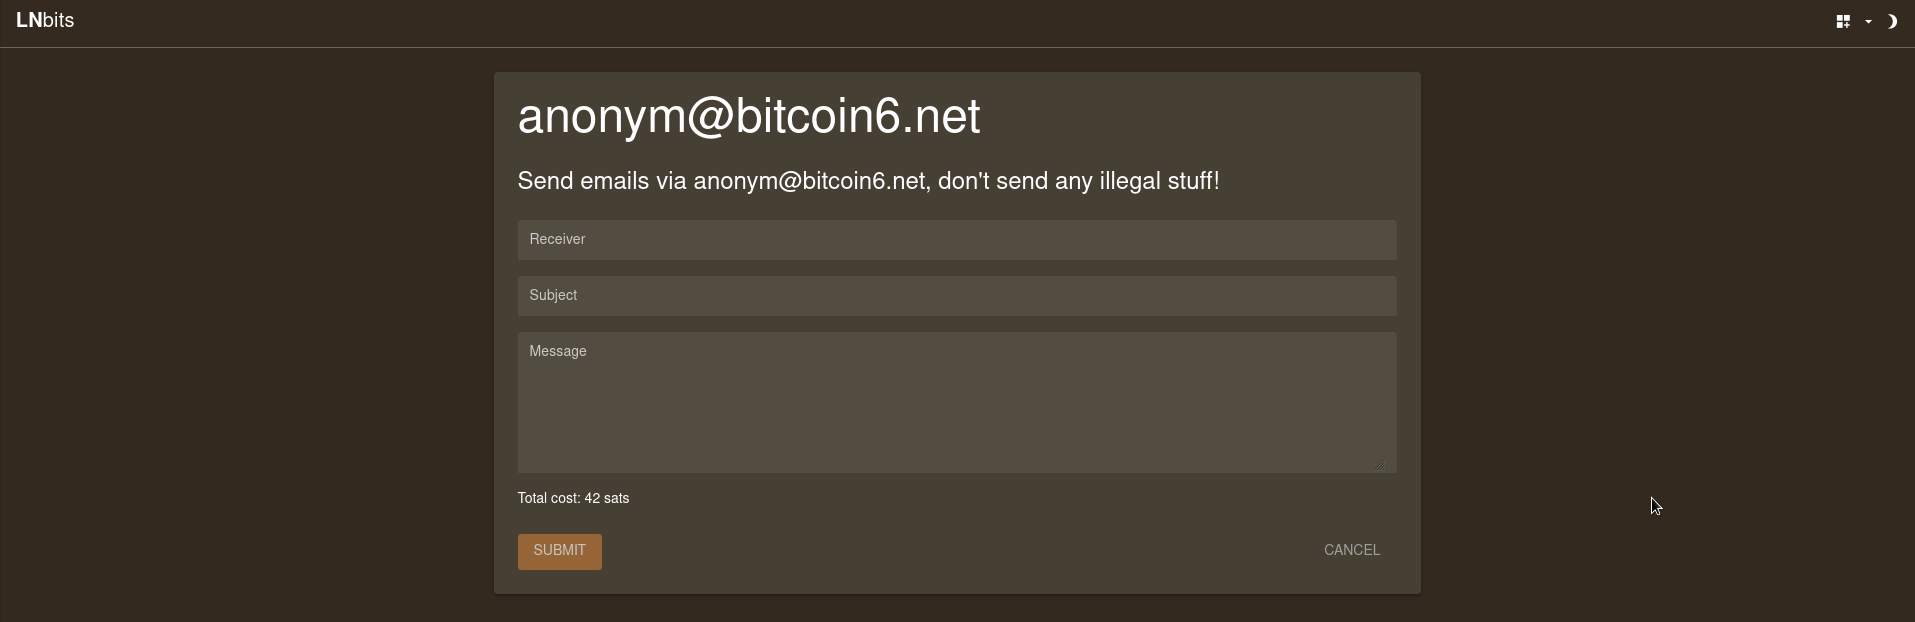 LNbits
anonym@bitcoin6.net
Send emails via anonym@bitcoin6.net, don't send any illegal stuff!
Receiver
Subject
Message
Total cost: 42 sats
SUBMIT
CANCEL